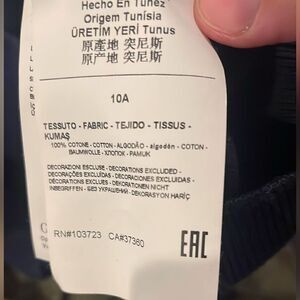 Hecho En Túnez
Origem Tunísia
ÜRETİM YERİ Tunus
原產地 突尼斯
原产地 突尼斯
10A
TESSUTO - FABRIC - TEJIDO - TISSUS -
KUMAŞ
100% COTONE - COTTON - ALGODÃO - algodón - COTON -
BAUMWOLLE - ХЛОПОК - PAMUK
DECORAZIONI ESCLUSE - DECORATIONS EXCLUDED -
DECORAÇÕES EXCLUIDAS - DECORACIONES EXCLUIDAS -
DÉCORATIONS EXCLUES - DEKORATIONEN NICHT
INBEGRIFFEN - БЕЗ УКРАШЕНИЙ - DEKORASYON HARİÇ
RN#103723 CA#37360
EAC